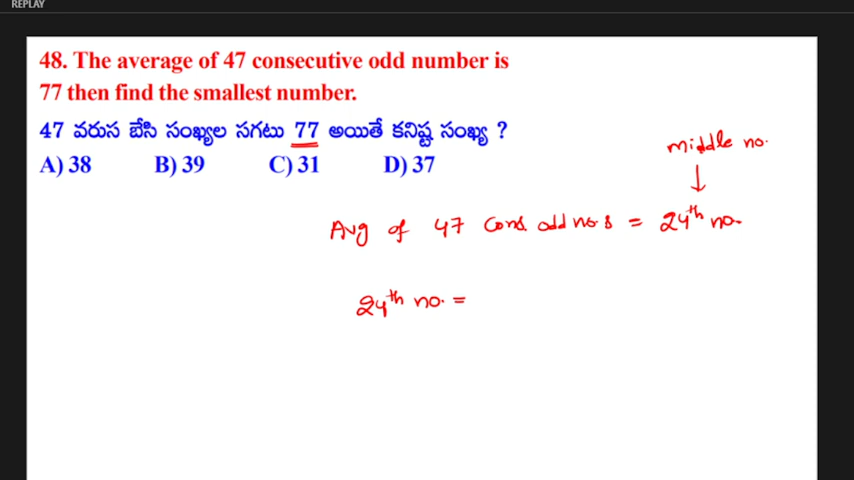 REPLAY
48. The average of 47 consecutive odd number is
77 then find the smallest number.
47 వరుస బేసి సంఖ్యల సగటు 77 అయితే కనిష్ట సంఖ్య ?
A) 38 B) 39 C) 31 D) 37
middle no.
Avg of 47 Cons. odd no.s = 24th no.
24th no. =